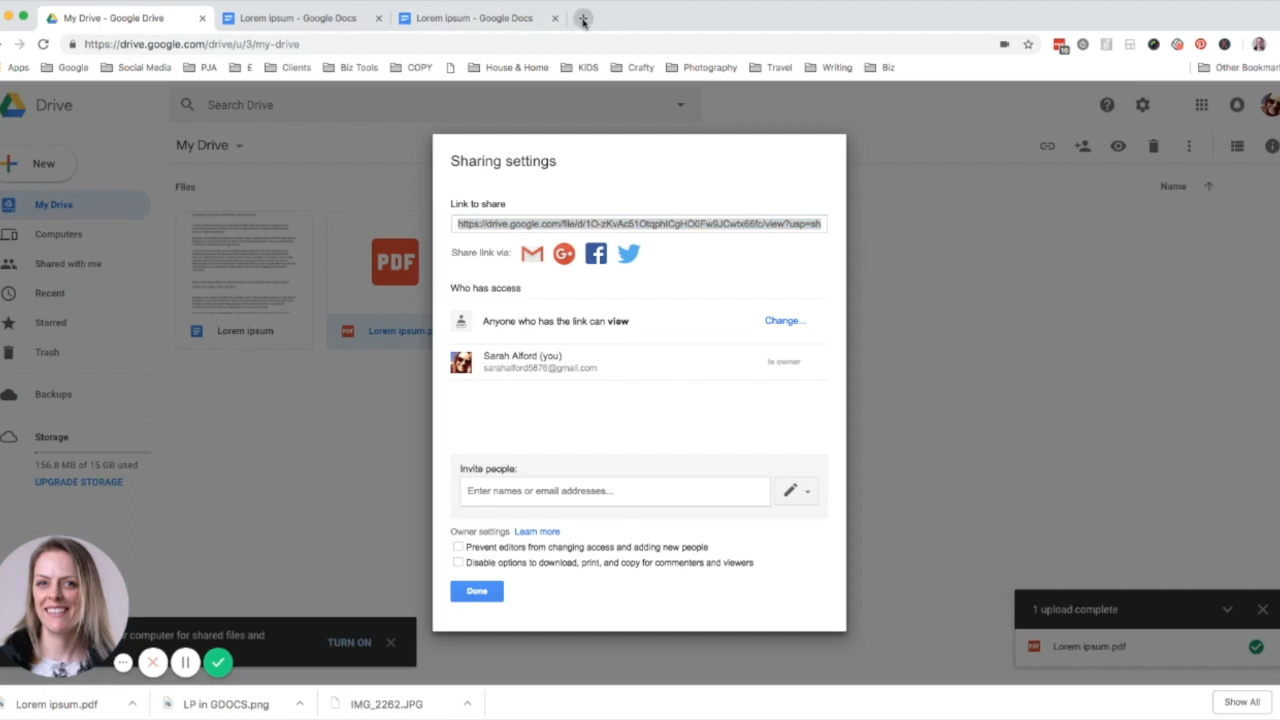 My Drive - Google Drive
Lorem ipsum - Google Docs
Lorem ipsum - Google Docs
https://drive.google.com/drive/u/3/my-drive
Apps
Google
Social Media
PJA
£
Clients
Biz Tools
COPY
House & Home
KIDS
Crafty
Photography
Travel
Writing
Biz
Other Bookmar
Drive
Search Drive
New
My Drive
Name
Files
My Drive
Computers
Shared with me
Recent
Starred
Trash
Backups
Storage
156.8 MB of 15 GB used
UPGRADE STORAGE
Lorem ipsum
PDF
Lorem ipsum.p
Sharing settings
Link to share
Share link via:
Who has access
Anyone who has the link can view
Change...
Sarah Alford (you)
sarahalford5876@gmail.com
Is owner
Invite people:
Enter names or email addresses...
Owner settings Learn more
Prevent editors from changing access and adding new people
Disable options to download, print, and copy for commenters and viewers
Done
r computer for shared files and
TURN ON
1 upload complete
Lorem ipsum.pdf
Lorem ipsum.pdf
LP in GDOCS.png
IMG_2262.JPG
Show All